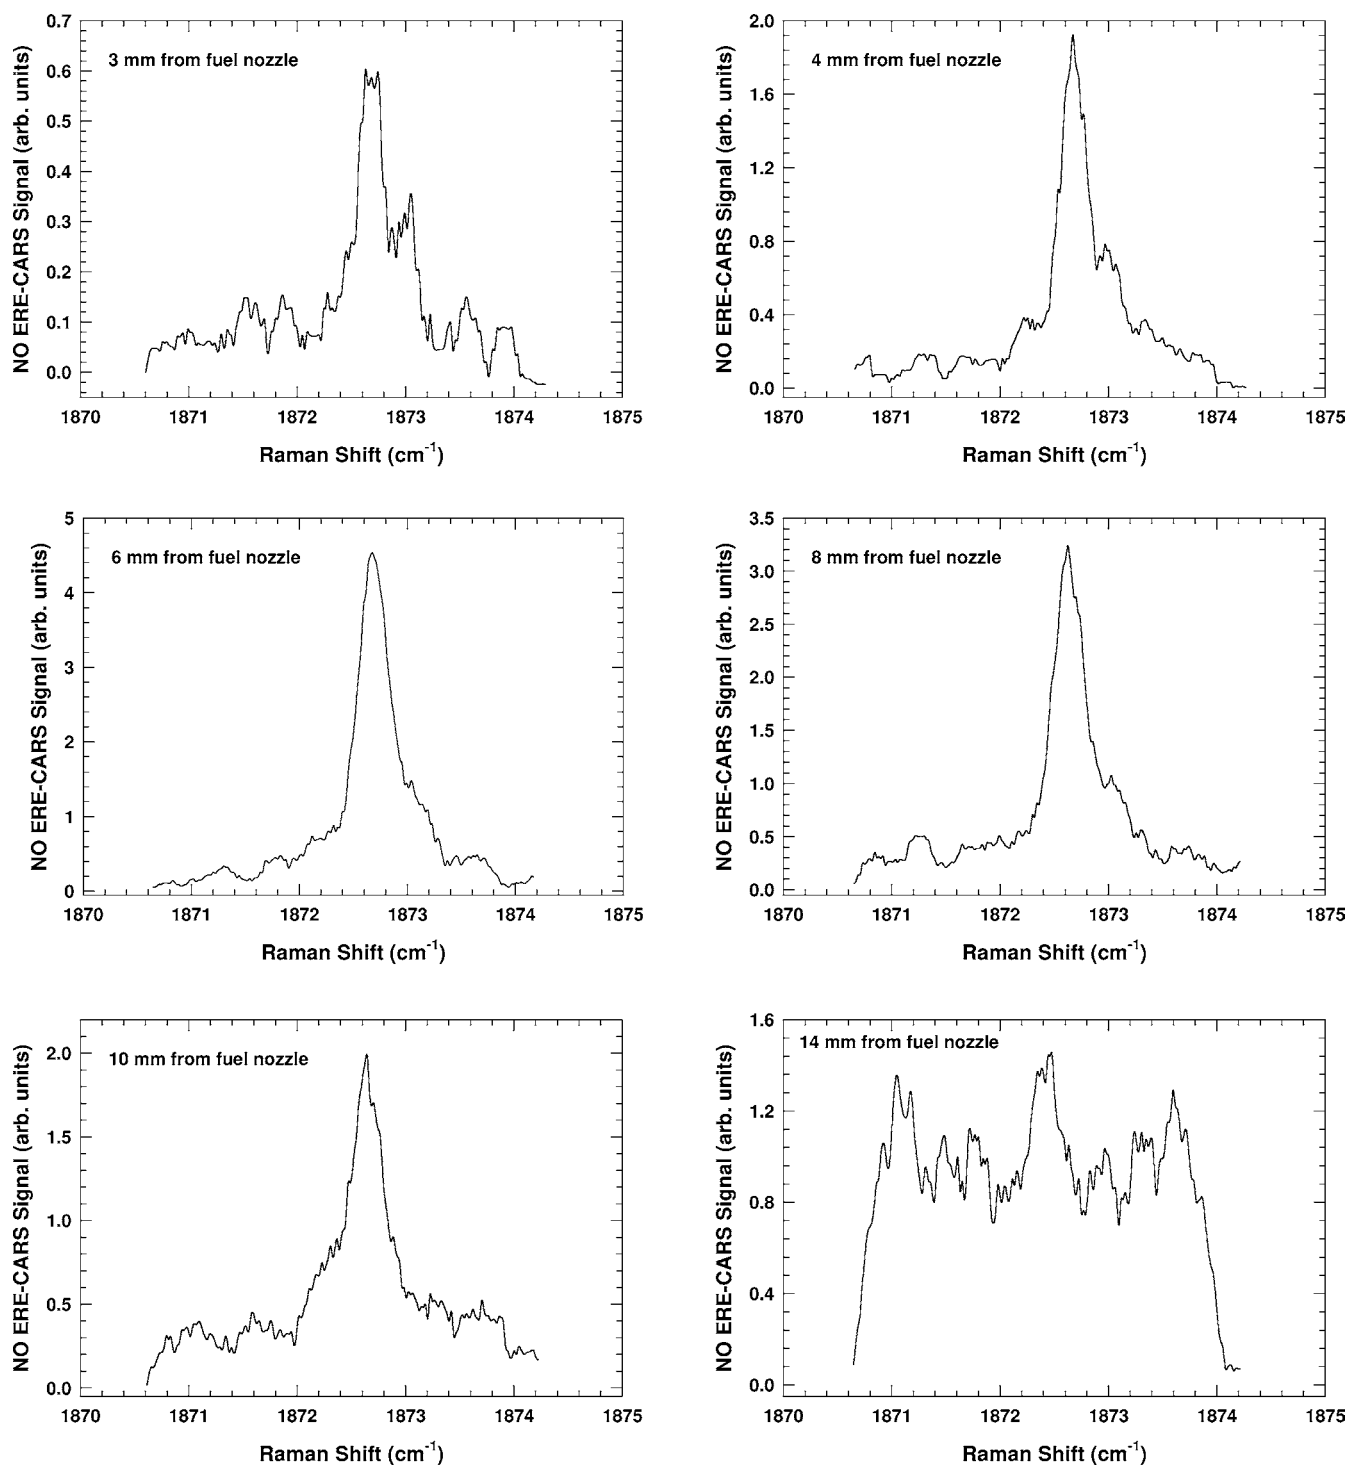 3 mm from fuel nozzle
NO ERE-CARS Signal (arb. units)
0.7
0.6
0.5
0.4
0.3
0.2
0.1
0.0
1870 1871 1872 1873 1874 1875
Raman Shift (cm⁻¹)
4 mm from fuel nozzle
NO ERE-CARS Signal (arb. units)
2.0
1.6
1.2
0.8
0.4
0.0
1870 1871 1872 1873 1874 1875
Raman Shift (cm⁻¹)
6 mm from fuel nozzle
NO ERE-CARS Signal (arb. units)
5
4
3
2
1
0
1870 1871 1872 1873 1874 1875
Raman Shift (cm⁻¹)
8 mm from fuel nozzle
NO ERE-CARS Signal (arb. units)
3.5
3.0
2.5
2.0
1.5
1.0
0.5
0.0
1870 1871 1872 1873 1874 1875
Raman Shift (cm⁻¹)
10 mm from fuel nozzle
NO ERE-CARS Signal (arb. units)
2.0
1.5
1.0
0.5
0.0
1870 1871 1872 1873 1874 1875
Raman Shift (cm⁻¹)
14 mm from fuel nozzle
NO ERE-CARS Signal (arb. units)
1.6
1.2
0.8
0.4
0.0
1870 1871 1872 1873 1874 1875
Raman Shift (cm⁻¹)